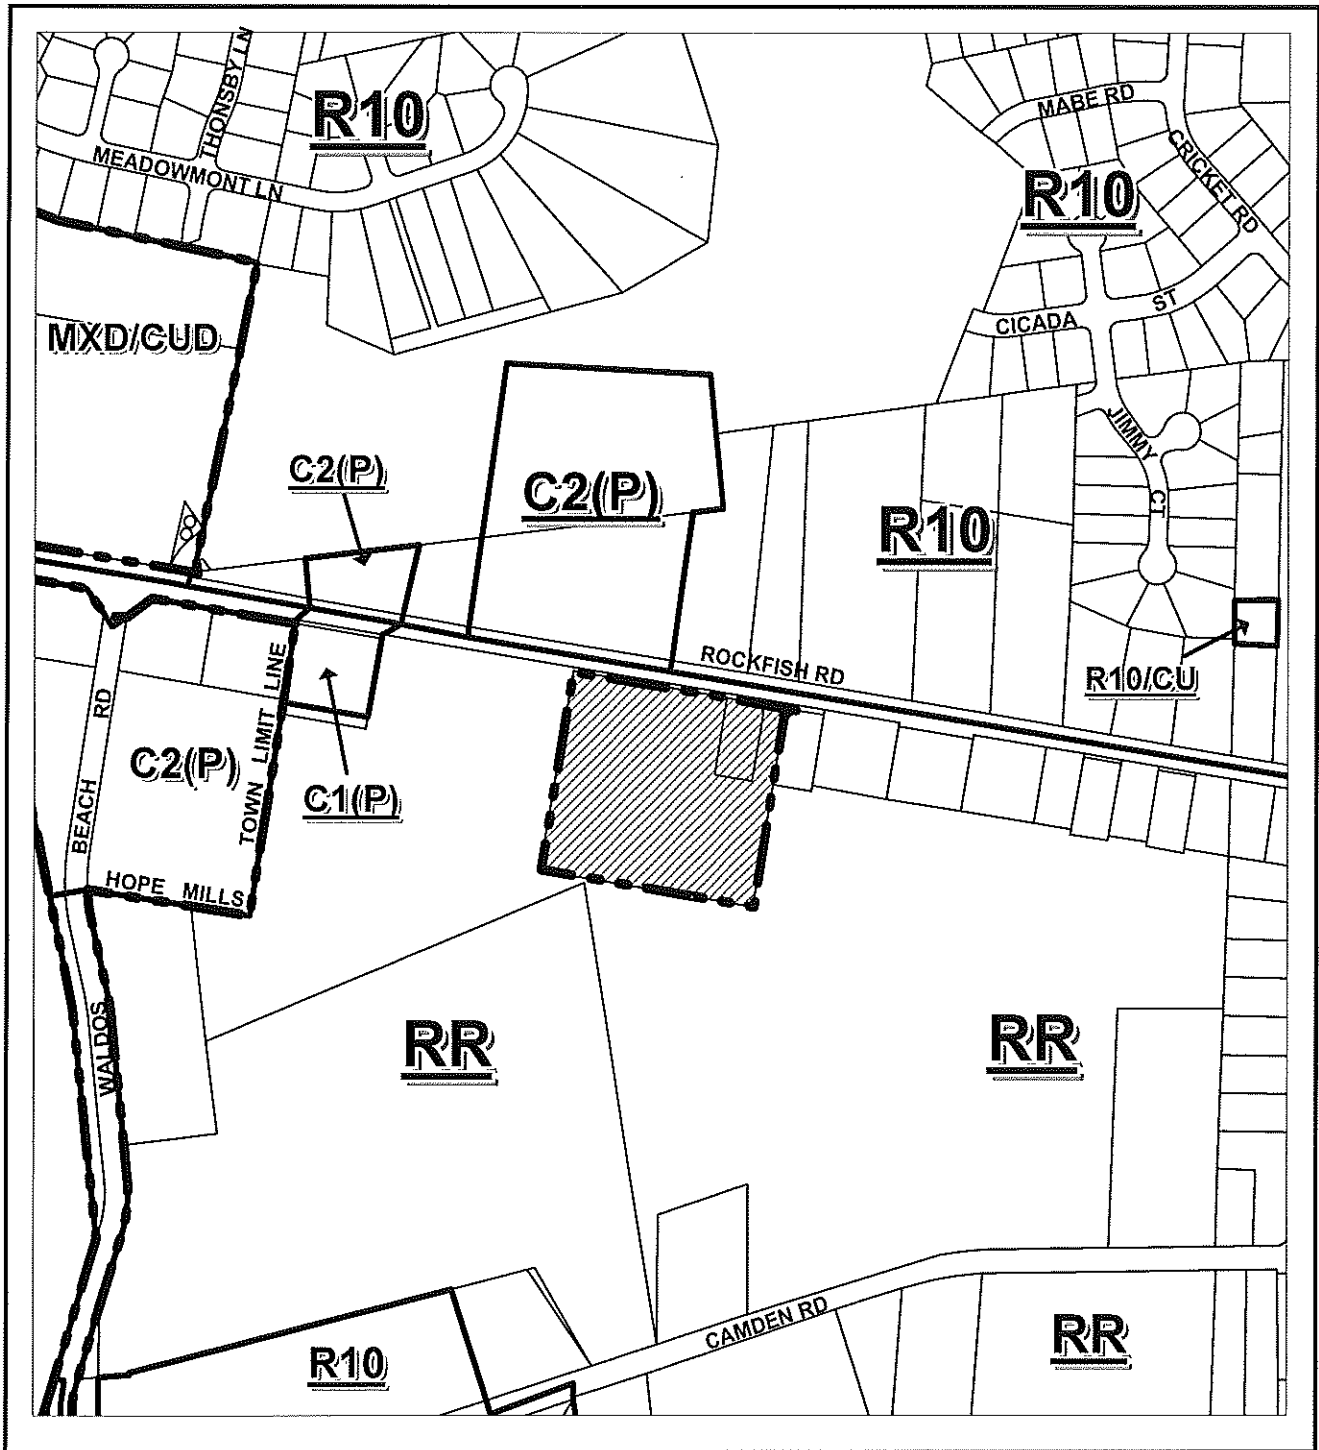 THONSBY LN
R10
MABE RD
MEADOWMONT LN
CRICKET RD
R10
CICADA ST
MXD/CUD
JIMMY CT
C2(P)
C2(P)
R10
ROCKFISH RD
R10/CU
C2(P)
C1(P)
HOPE MILLS TOWN LIMIT LINE
WALDOS BEACH RD
RR
RR
CAMDEN RD
RR
R10